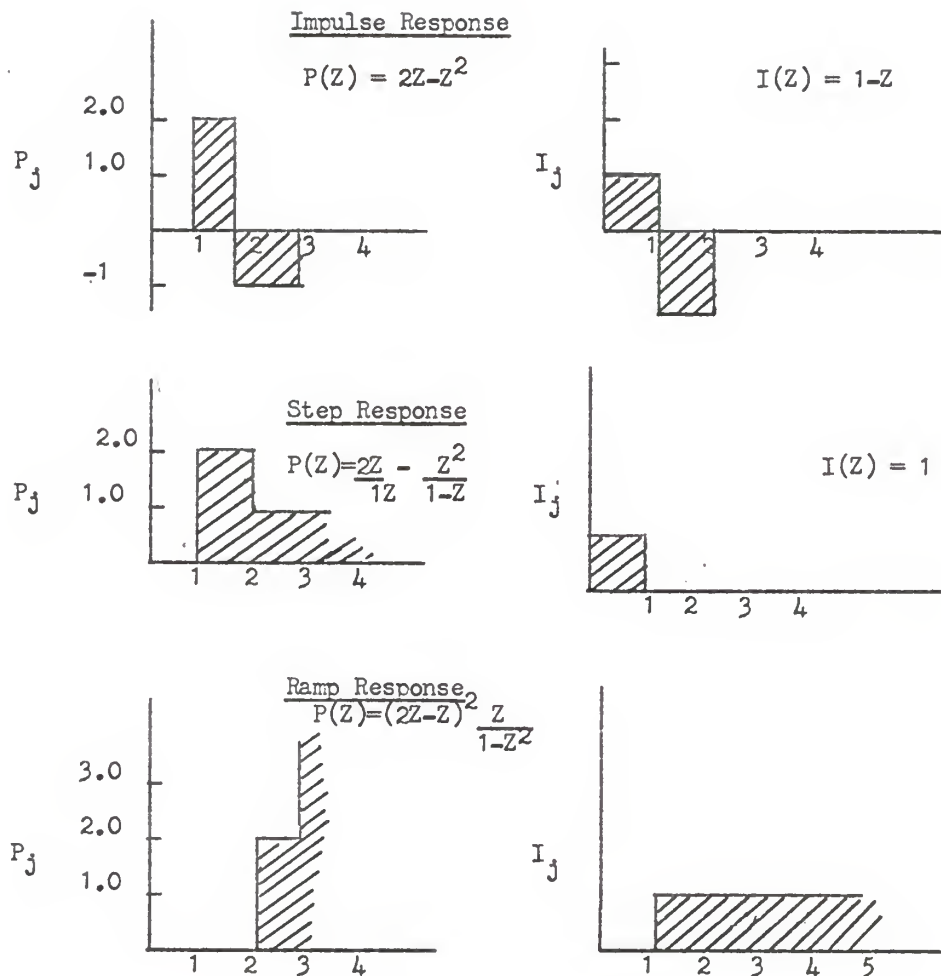 Impulse Response
P(Z) = 2Z-Z²
I(Z) = 1-Z
2.0
P_j 1.0
-1
1 2 3 4
I_j
1 2 3 4
Step Response
P(Z)=2Z/1Z - Z²/1-Z
I(Z) = 1
2.0
P_j 1.0
1 2 3 4
I_j
1 2 3 4
Ramp Response
P(Z)=(2Z-Z)² Z/1-Z²
3.0
2.0
P_j
1.0
1 2 3 4
I_j
1 2 3 4 5